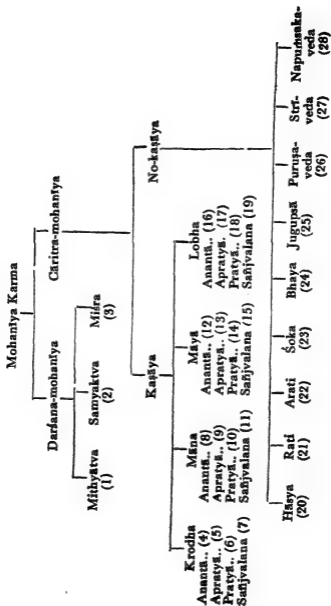 Mohanīya Karma
Darśana-mohanīya
Cāritra-mohanīya
Mithyātva
(1)
Samyaktva
(2)
Miśra
(3)
Kaṣāya
No-kaṣāya
Krodha
Anantā.. (4)
Apratyā.. (5)
Pratyā.. (6)
Sañjvalana (7)
Māna
Anantā.. (8)
Apratyā.. (9)
Pratyā.. (10)
Sañjvalana (11)
Māyā
Anantā.. (12)
Apratyā.. (13)
Pratyā.. (14)
Sañjvalana (15)
Lobha
Anantā.. (16)
Apratyā.. (17)
Pratyā.. (18)
Sañjvalana (19)
Hāsya
(20)
Rati
(21)
Arati
(22)
Śoka
(23)
Bhaya
(24)
Jugupsā
(25)
Puruṣa-
veda
(26)
Strī-
veda
(27)
Napuṁsaka-
veda
(28)